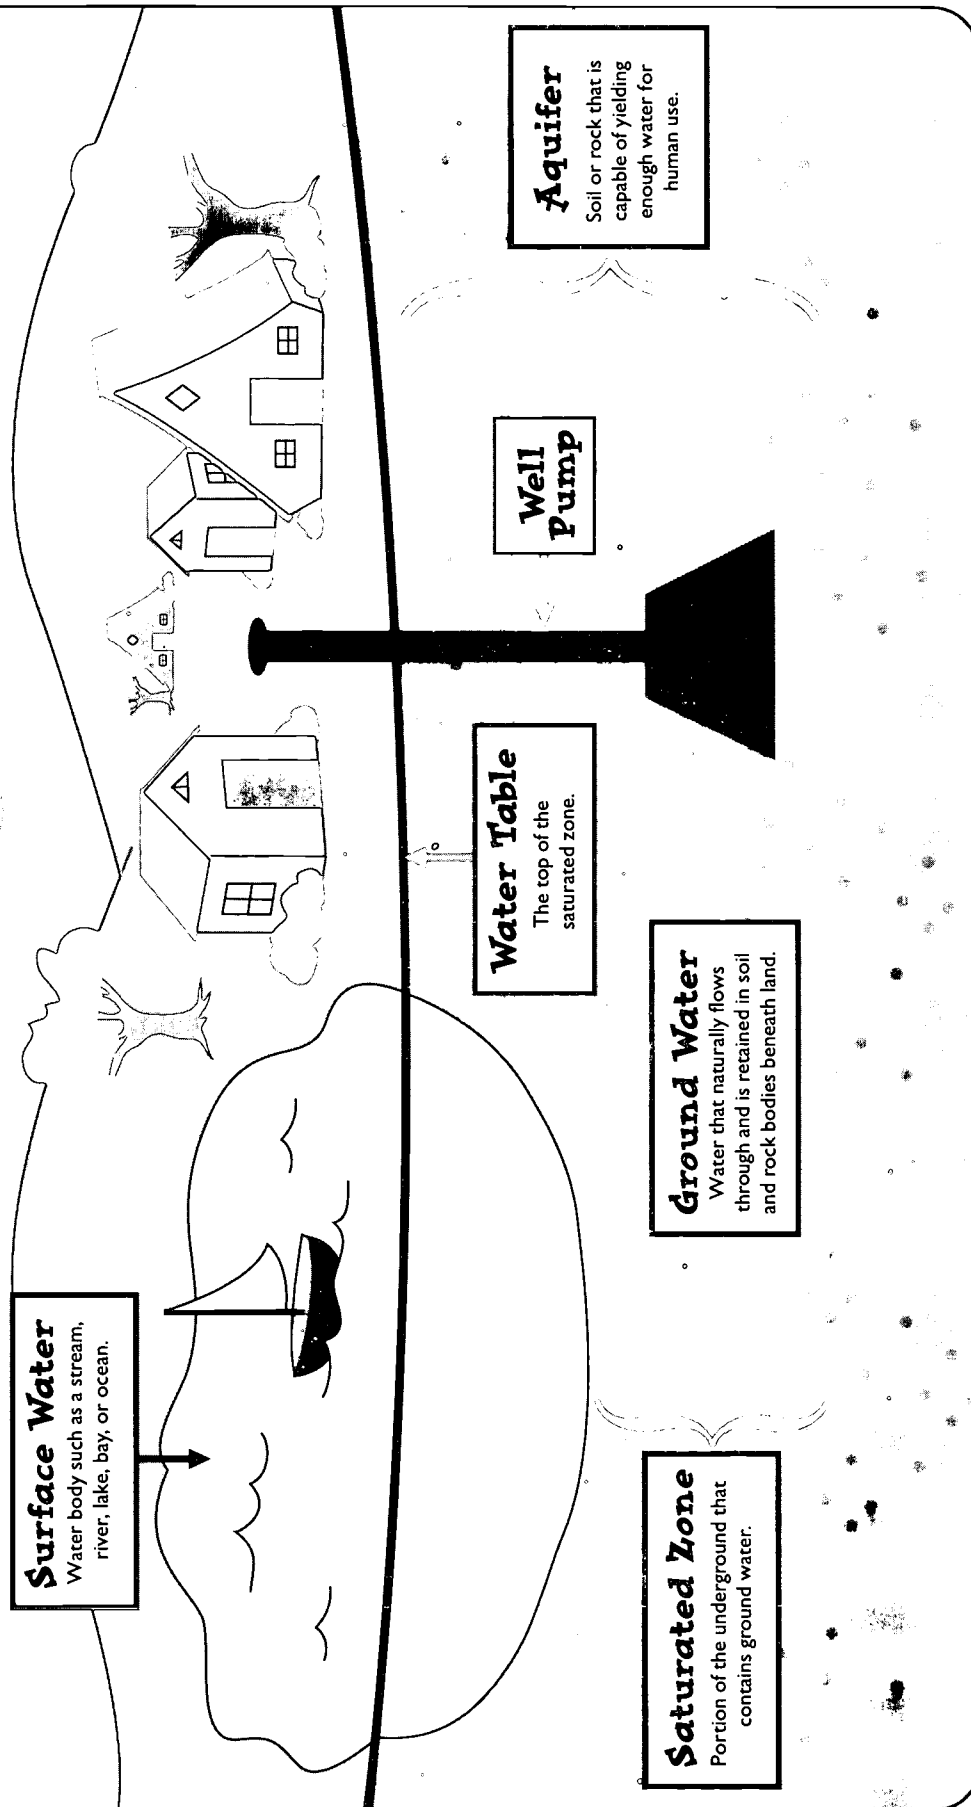 Surface Water
Water body such as a stream,
river, lake, bay, or ocean.
Aquifer
Soil or rock that is
capable of yielding
enough water for
human use.
Well
Pump
Water Table
The top of the
saturated zone.
Ground Water
Water that naturally flows
through and is retained in soil
and rock bodies beneath land.
Saturated Zone
Portion of the underground that
contains ground water.